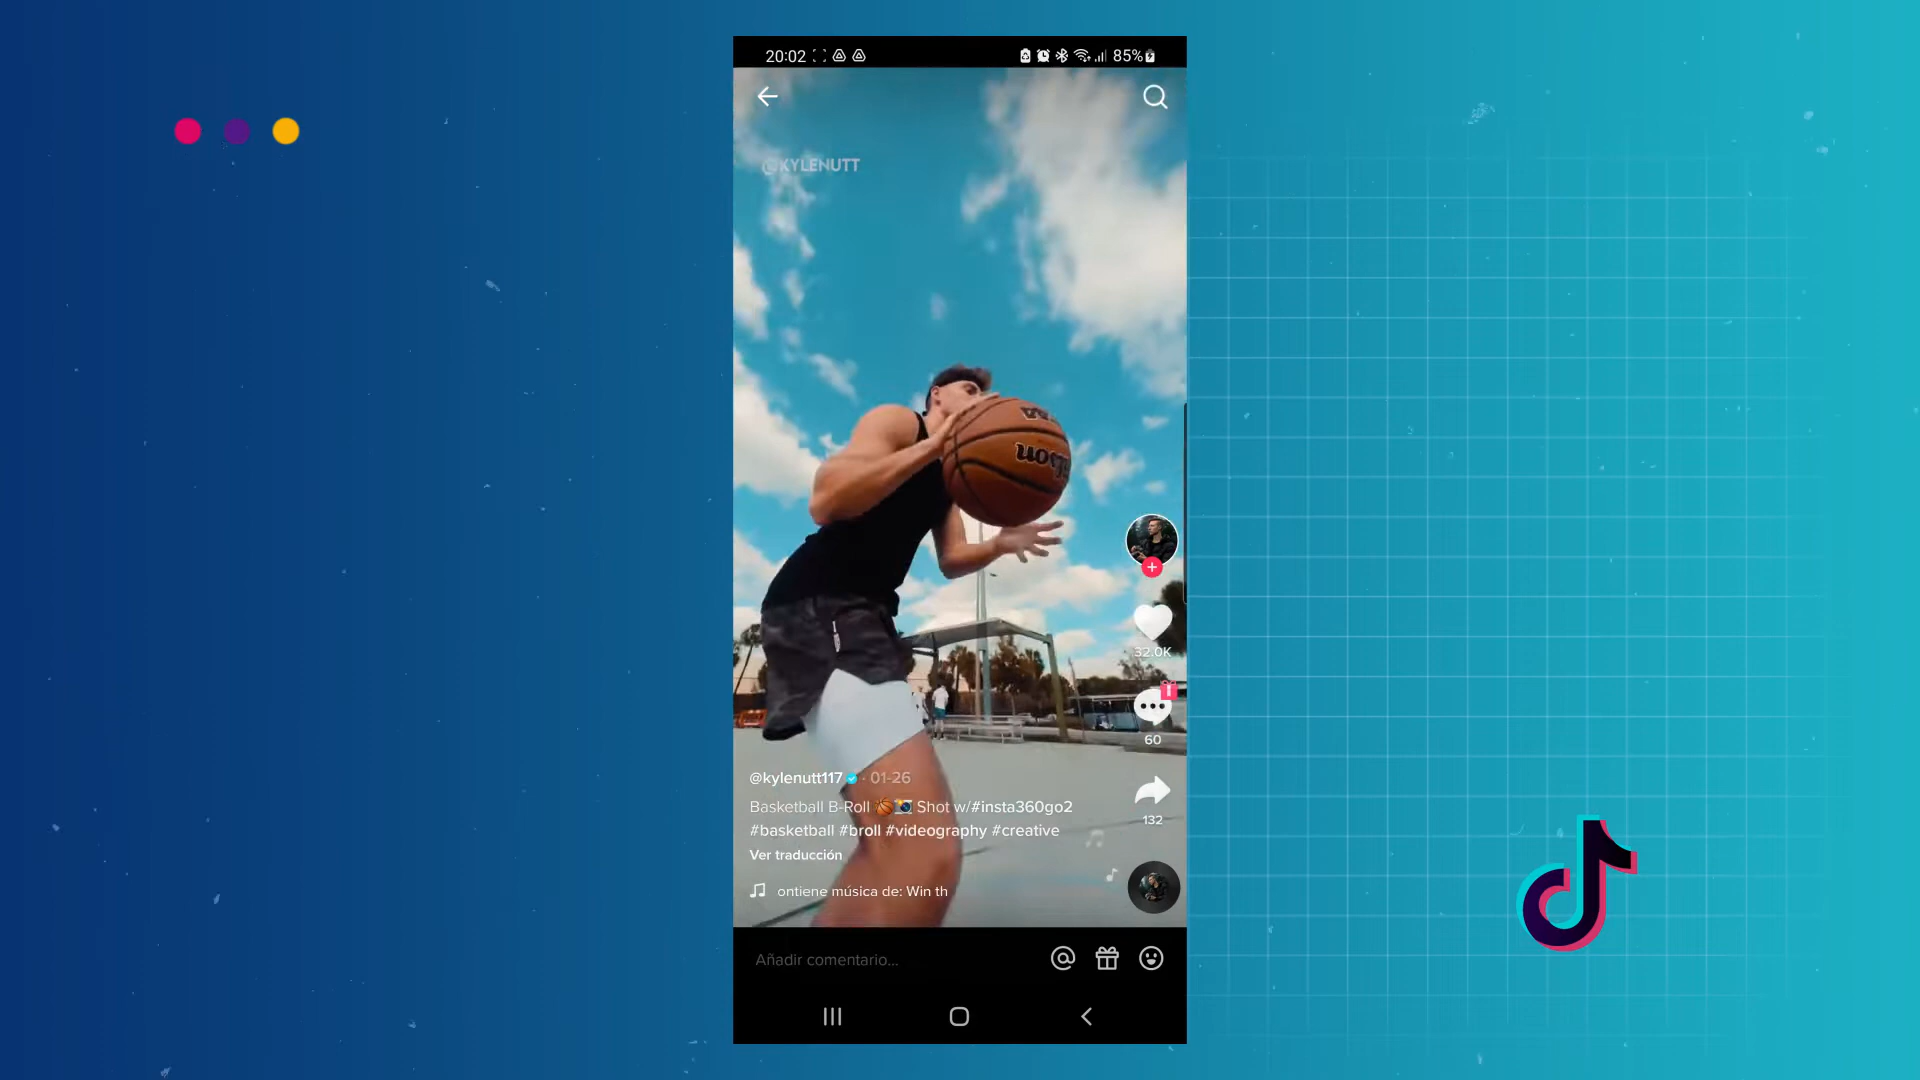 20:02
85%
@KYLENUTT
wilson
32.0K
60
@kylenutt117 · 01-26
Basketball B-Roll 🏀📸 Shot w/#insta360go2
#basketball #broll #videography #creative
132
Ver traducción
ontiene música de: Win th
Añadir comentario...